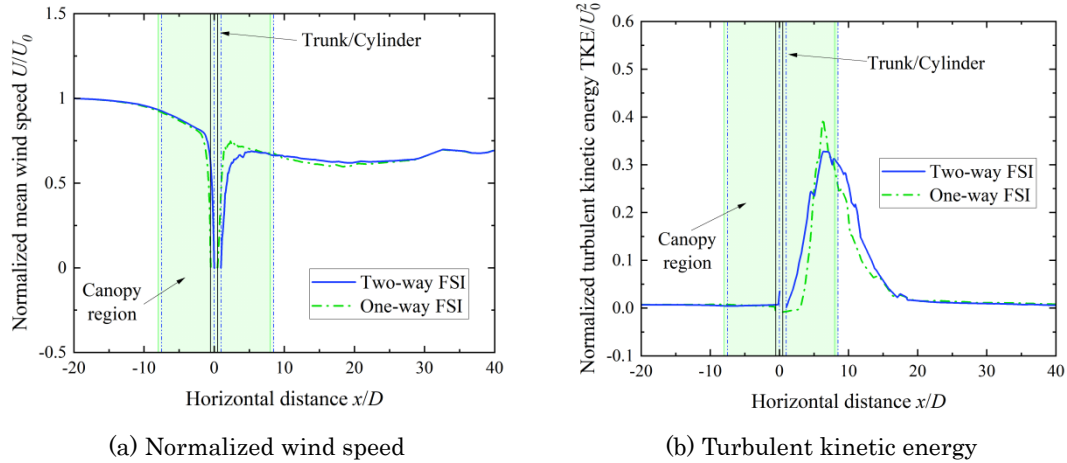 Normalized mean wind speed U/U0
1.5
1
0.5
0
-0.5
Trunk/Cylinder
Canopy
region
Two-way FSI
One-way FSI
-20 -10 0 10 20 30 40
Horizontal distance x/D
(a) Normalized wind speed
Normalized turbulent kinetic energy TKE/U0²
0.6
0.5
0.4
0.3
0.2
0.1
0.0
-0.1
Trunk/Cylinder
Two-way FSI
One-way FSI
Canopy
region
-20 -10 0 10 20 30 40
Horizontal distance x/D
(b) Turbulent kinetic energy